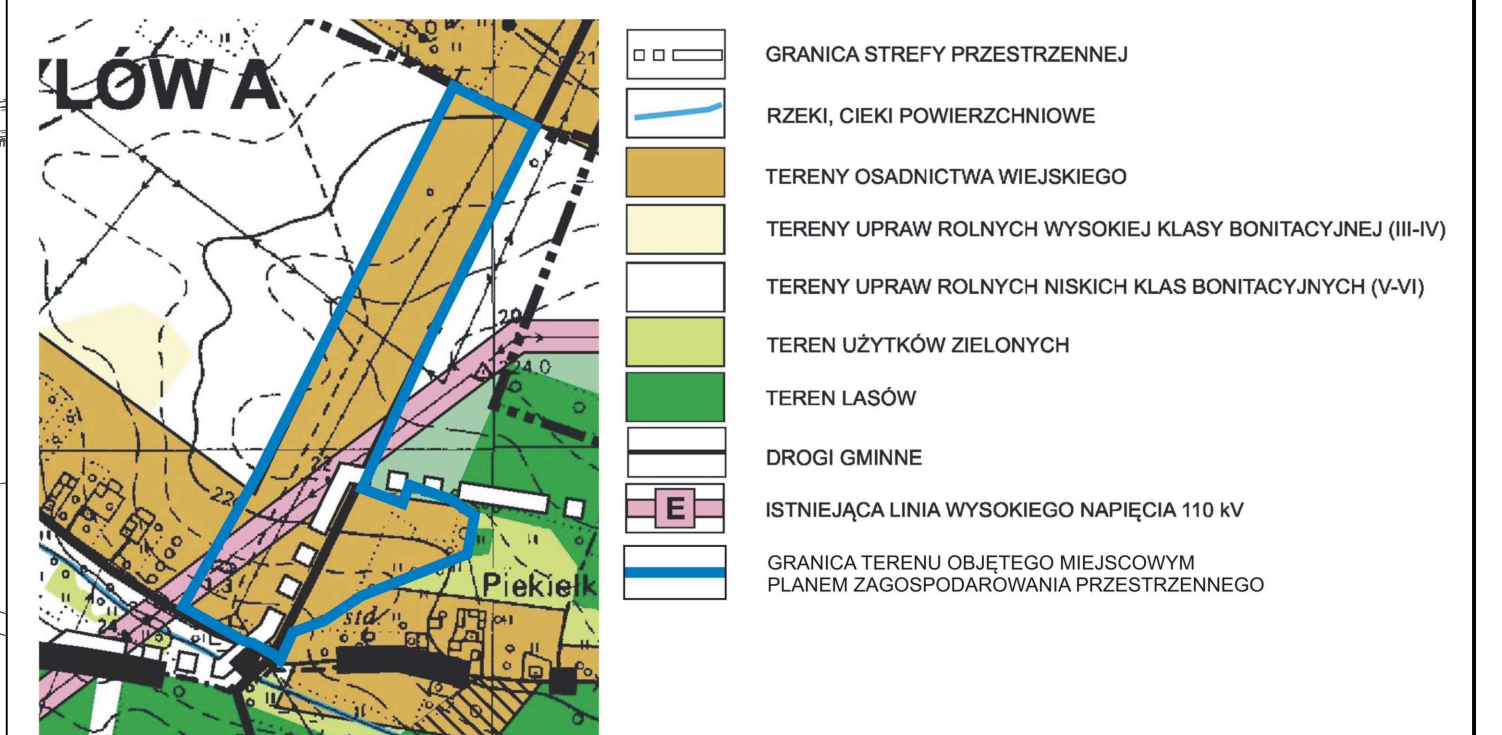 YLÓW A
GRANICA STREFY PRZESTRZENNEJ
RZEKI, CIEKI POWIERZCHNIOWE
TERENY OSADNICTWA WIEJSKIEGO
TERENY UPRAW ROLNYCH WYSOKIEJ KLASY BONITACYJNEJ (III-IV)
TERENY UPRAW ROLNYCH NISKICH KLAS BONITACYJNYCH (V-VI)
TEREN UŻYTKÓW ZIELONYCH
TEREN LASÓW
DROGI GMINNE
E
ISTNIEJĄCA LINIA WYSOKIEGO NAPIĘCIA 110 kV
GRANICA TERENU OBJĘTEGO MIEJSCOWYM
PLANEM ZAGOSPODAROWANIA PRZESTRZENNEGO
Piekiełk